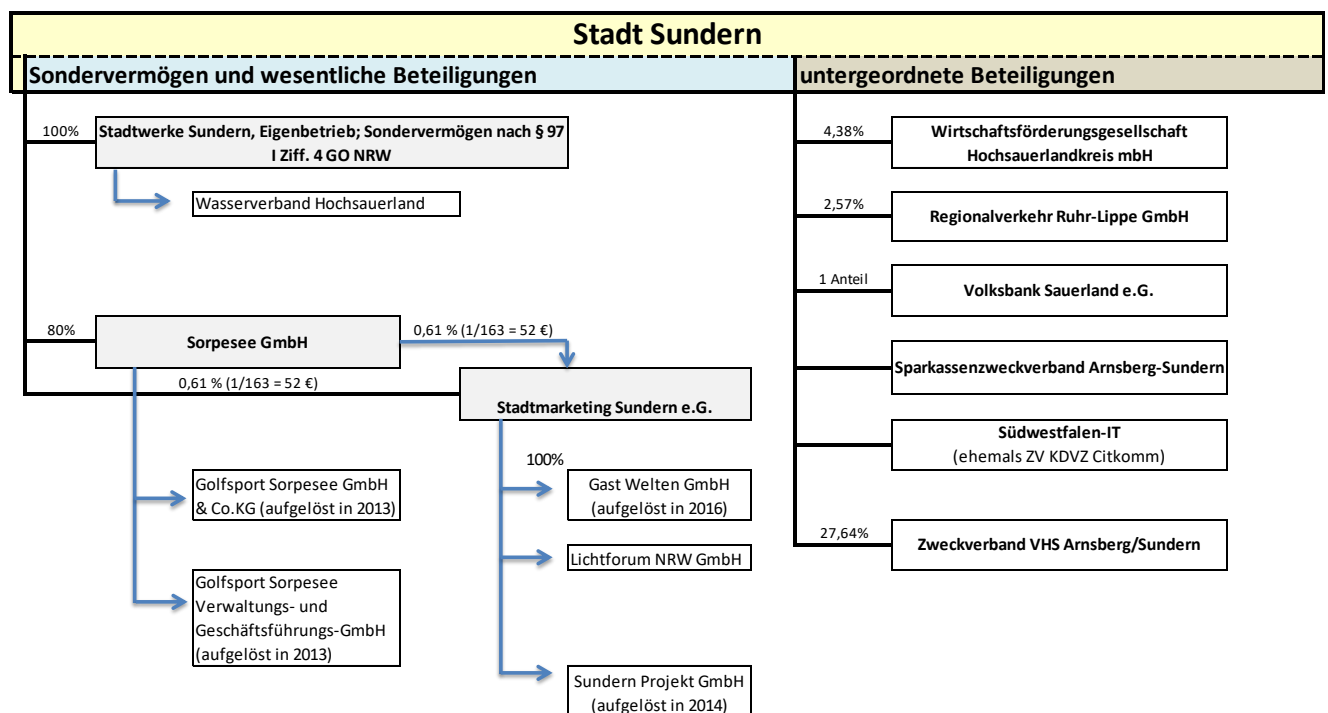 Stadt Sundern
Sondervermögen und wesentliche Beteiligungen
untergeordnete Beteiligungen
100%
Stadtwerke Sundern, Eigenbetrieb; Sondervermögen nach § 97
I Ziff. 4 GO NRW
Wasserverband Hochsauerland
80%
Sorpesee GmbH
0,61 % (1/163 = 52 €)
0,61 % (1/163 = 52 €)
Stadtmarketing Sundern e.G.
Golfsport Sorpesee GmbH
& Co.KG (aufgelöst in 2013)
Golfsport Sorpesee
Verwaltungs- und
Geschäftsführungs-GmbH
(aufgelöst in 2013)
100%
Gast Welten GmbH
(aufgelöst in 2016)
Lichtforum NRW GmbH
Sundern Projekt GmbH
(aufgelöst in 2014)
4,38%
Wirtschaftsförderungsgesellschaft
Hochsauerlandkreis mbH
2,57%
Regionalverkehr Ruhr-Lippe GmbH
1 Anteil
Volksbank Sauerland e.G.
Sparkassenzweckverband Arnsberg-Sundern
Südwestfalen-IT
(ehemals ZV KDVZ Citkomm)
27,64%
Zweckverband VHS Arnsberg/Sundern